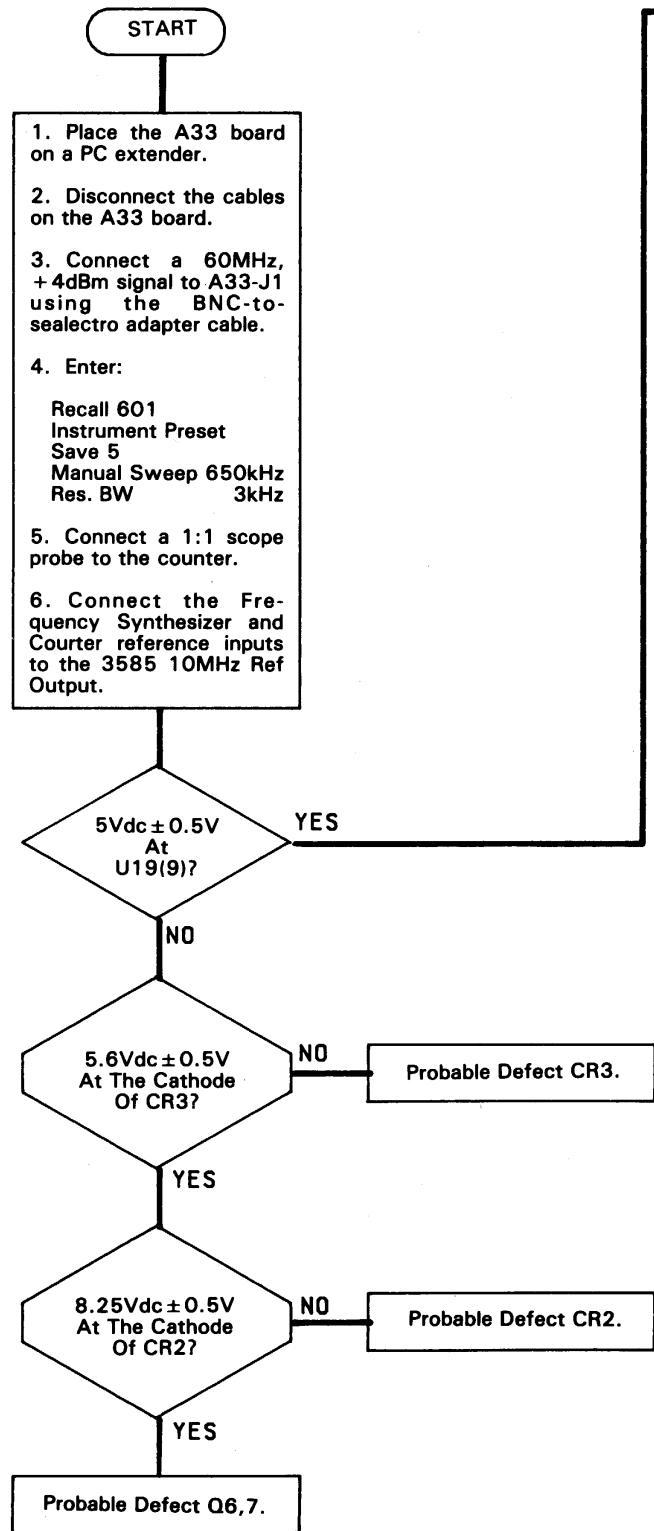 START
1. Place the A33 board
on a PC extender.
2. Disconnect the cables
on the A33 board.
3. Connect a 60MHz,
+4dBm signal to A33-J1
using the BNC-to-
sealectro adapter cable.
4. Enter:
Recall 601
Instrument Preset
Save 5
Manual Sweep 650kHz
Res. BW 3kHz
5. Connect a 1:1 scope
probe to the counter.
6. Connect the Fre-
quency Synthesizer and
Courter reference inputs
to the 3585 10MHz Ref
Output.
5Vdc±0.5V
At
U19(9)?
YES
NO
5.6Vdc±0.5V
At The Cathode
Of CR3?
NO
Probable Defect CR3.
YES
8.25Vdc±0.5V
At The Cathode
Of CR2?
NO
Probable Defect CR2.
YES
Probable Defect Q6,7.